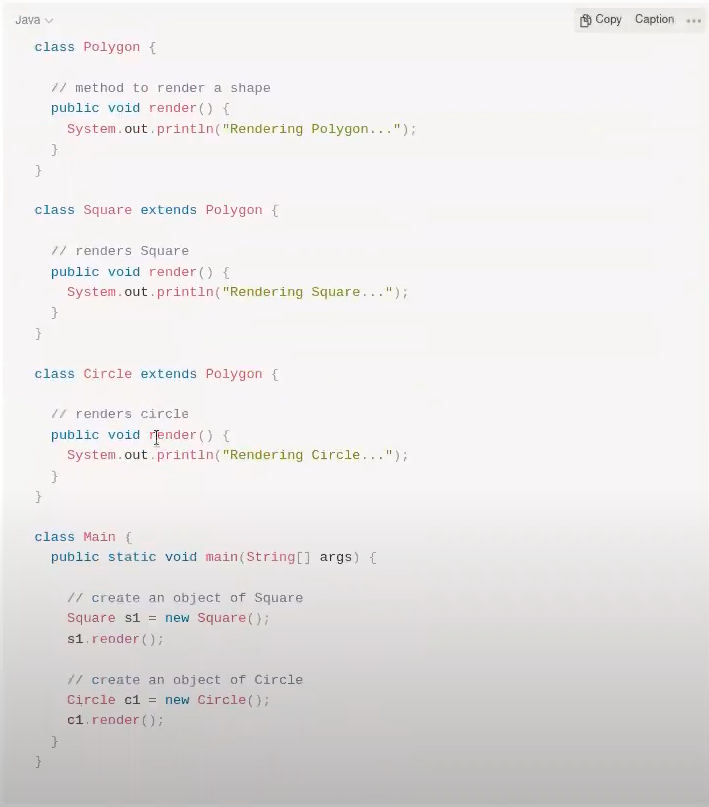 Java
Copy Caption ...
class Polygon {
// method to render a shape
public void render() {
System.out.println("Rendering Polygon...");
}
}
class Square extends Polygon {
// renders Square
public void render() {
System.out.println("Rendering Square...");
}
}
class Circle extends Polygon {
// renders circle
public void render() {
System.out.println("Rendering Circle...");
}
}
class Main {
public static void main(String[] args) {
// create an object of Square
Square s1 = new Square();
s1.render();
// create an object of Circle
Circle c1 = new Circle();
c1.render();
}
}